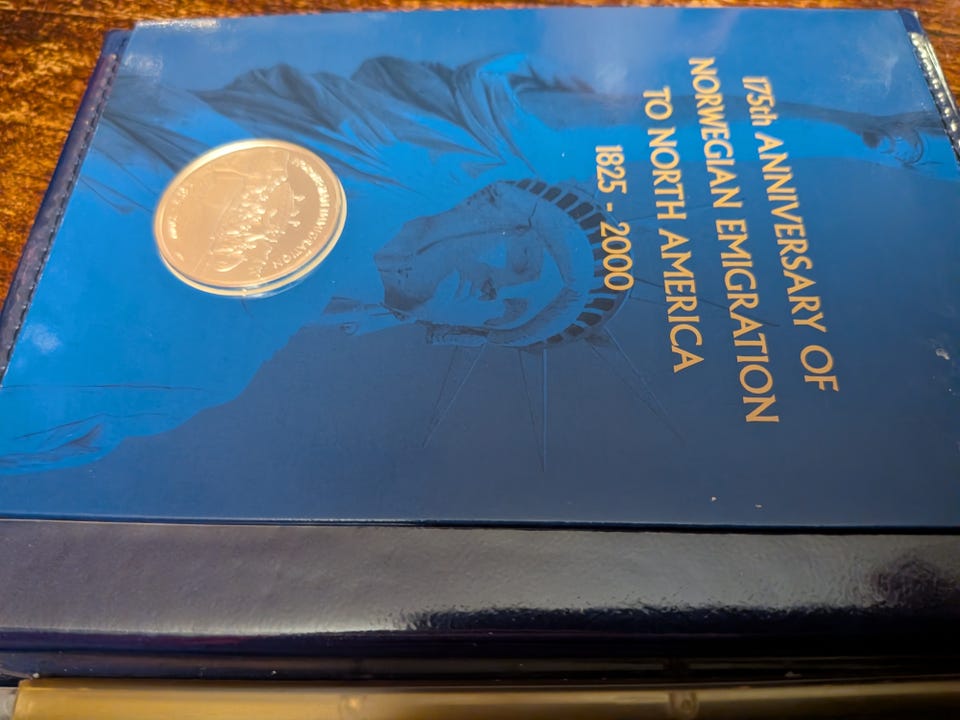 175th ANNIVERSARY OF
NORWEGIAN EMIGRATION
TO NORTH AMERICA
1825 - 2000